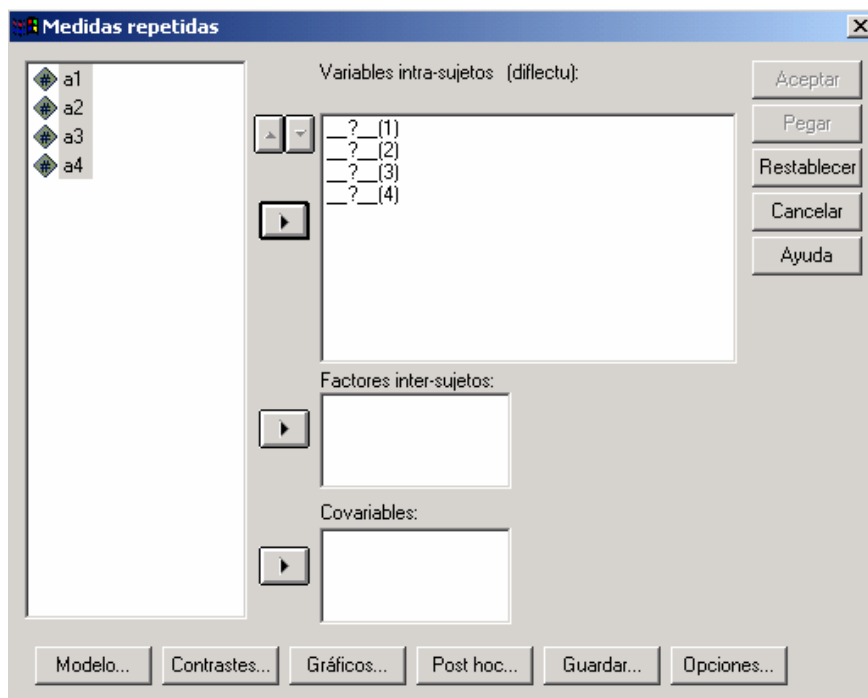 Medidas repetidas
a1
a2
a3
a4
Variables intra-sujetos (diflectu):
__?__(1)
__?__(2)
__?__(3)
__?__(4)
Factores inter-sujetos:
Covariables:
Aceptar
Pegar
Restablecer
Cancelar
Ayuda
Modelo...
Contrastes...
Gráficos...
Post hoc...
Guardar...
Opciones...